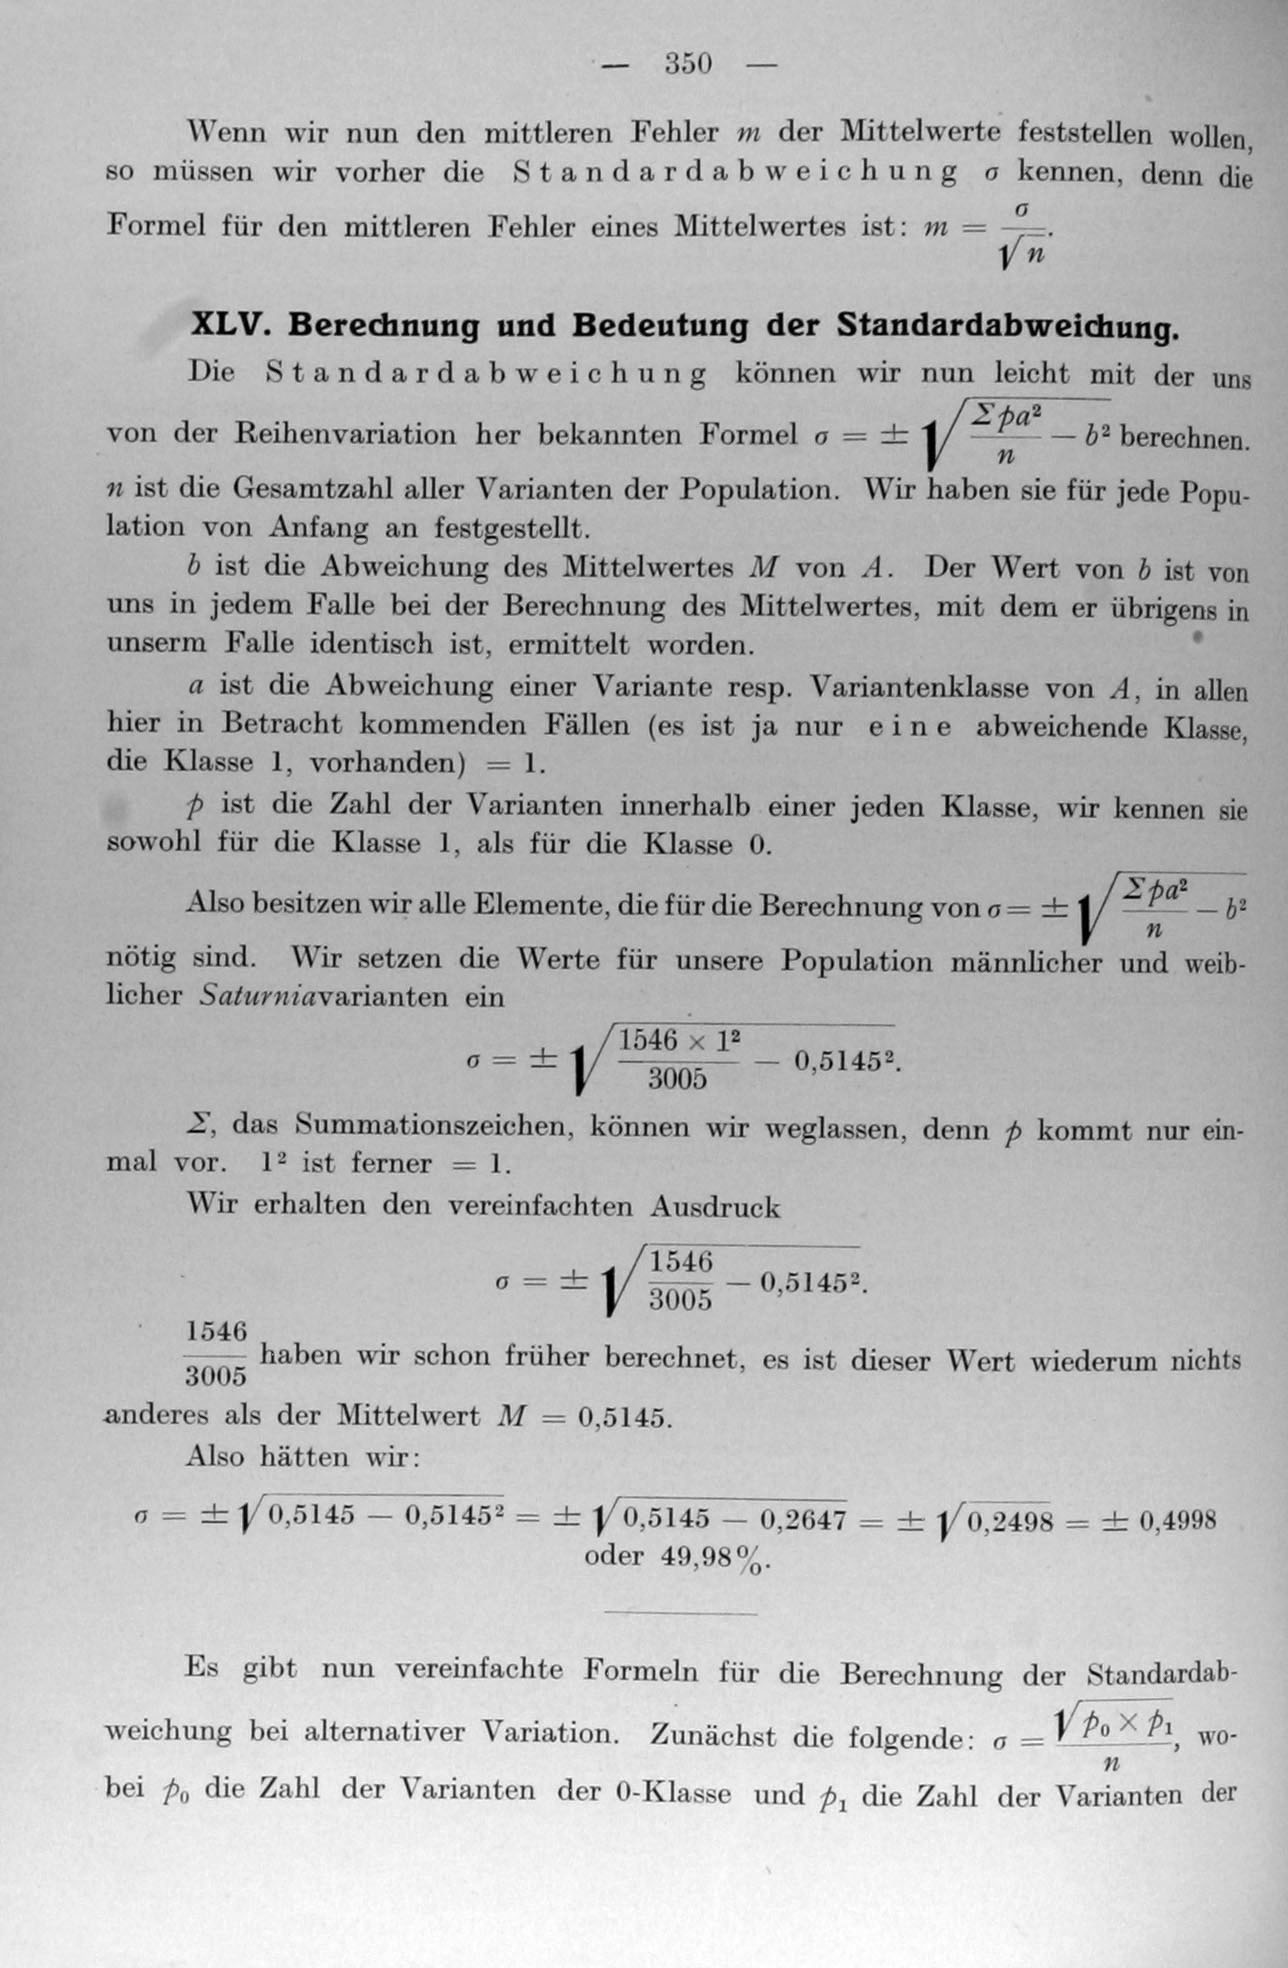 — 350 —
Wenn wir nun den mittleren Fehler m der Mittelwerte feststellen wollen,
so müssen wir vorher die Standardabweichung σ kennen, denn die
Formel für den mittleren Fehler eines Mittelwertes ist: m = σ/√n.
XLV. Berechnung und Bedeutung der Standardabweichung.
Die Standardabweichung können wir nun leicht mit der uns
von der Reihenvariation her bekannten Formel σ = ± √(Σpa²/n − b²) berechnen.
n ist die Gesamtzahl aller Varianten der Population. Wir haben sie für jede Popu-
lation von Anfang an festgestellt.
b ist die Abweichung des Mittelwertes M von A. Der Wert von b ist von
uns in jedem Falle bei der Berechnung des Mittelwertes, mit dem er übrigens in
unserm Falle identisch ist, ermittelt worden.
a ist die Abweichung einer Variante resp. Variantenklasse von A, in allen
hier in Betracht kommenden Fällen (es ist ja nur eine abweichende Klasse,
die Klasse 1, vorhanden) = 1.
p ist die Zahl der Varianten innerhalb einer jeden Klasse, wir kennen sie
sowohl für die Klasse 1, als für die Klasse 0.
Also besitzen wir alle Elemente, die für die Berechnung von σ = ± √(Σpa²/n − b²)
nötig sind. Wir setzen die Werte für unsere Population männlicher und weib-
licher Saturniavarianten ein
σ = ± √(1546 × 1²/3005 − 0,5145²).
Σ, das Summationszeichen, können wir weglassen, denn p kommt nur ein-
mal vor. 1² ist ferner = 1.
Wir erhalten den vereinfachten Ausdruck
σ = ± √(1546/3005 − 0,5145²).
1546/3005 haben wir schon früher berechnet, es ist dieser Wert wiederum nichts
anderes als der Mittelwert M = 0,5145.
Also hätten wir:
σ = ± √(0,5145 − 0,5145²) = ± √(0,5145 − 0,2647) = ± √0,2498 = ± 0,4998
oder 49,98%.
Es gibt nun vereinfachte Formeln für die Berechnung der Standardab-
weichung bei alternativer Variation. Zunächst die folgende: σ = √(p₀ × p₁)/n, wo-
bei p₀ die Zahl der Varianten der 0-Klasse und p₁ die Zahl der Varianten der